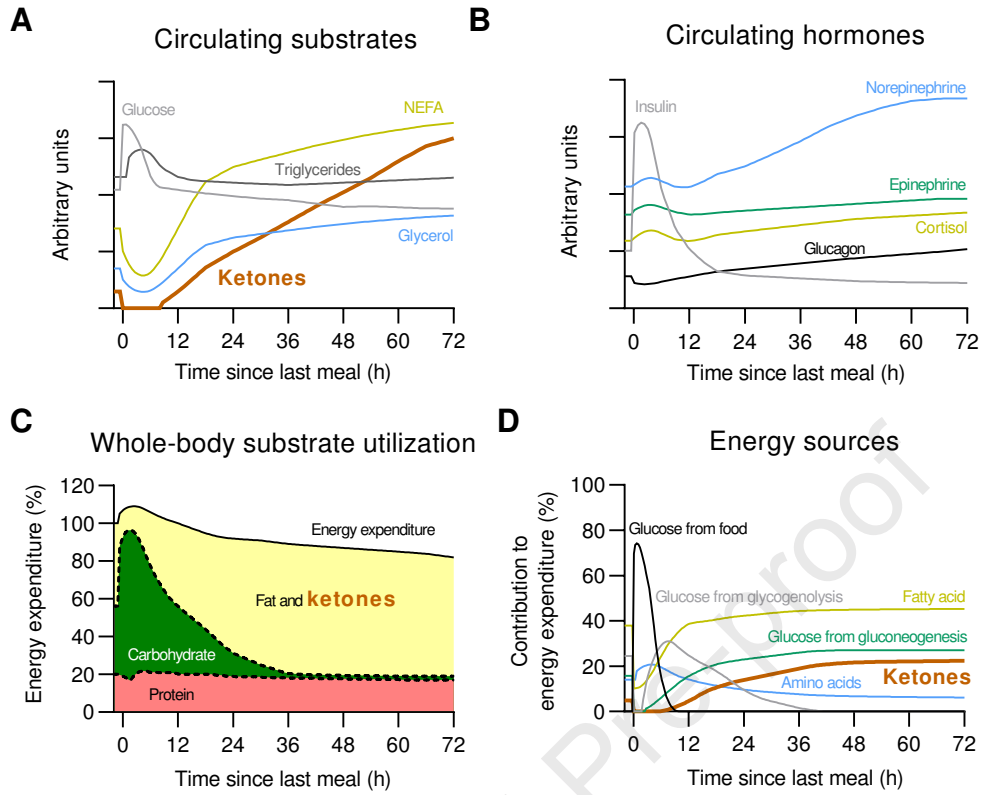 A
Circulating substrates
Arbitrary units
Glucose
NEFA
Triglycerides
Glycerol
Ketones
0 12 24 36 48 60 72
Time since last meal (h)
B
Circulating hormones
Arbitrary units
Insulin
Norepinephrine
Epinephrine
Cortisol
Glucagon
0 12 24 36 48 60 72
Time since last meal (h)
C
Whole-body substrate utilization
Energy expenditure (%)
120
100
80
60
40
20
0
Energy expenditure
Fat and ketones
Carbohydrate
Protein
0 12 24 36 48 60 72
Time since last meal (h)
D
Energy sources
Contribution to
energy expenditure (%)
100
80
60
40
20
0
Glucose from food
Glucose from glycogenolysis
Fatty acid
Glucose from gluconeogenesis
Ketones
Amino acids
0 12 24 36 48 60 72
Time since last meal (h)
Pre-proof